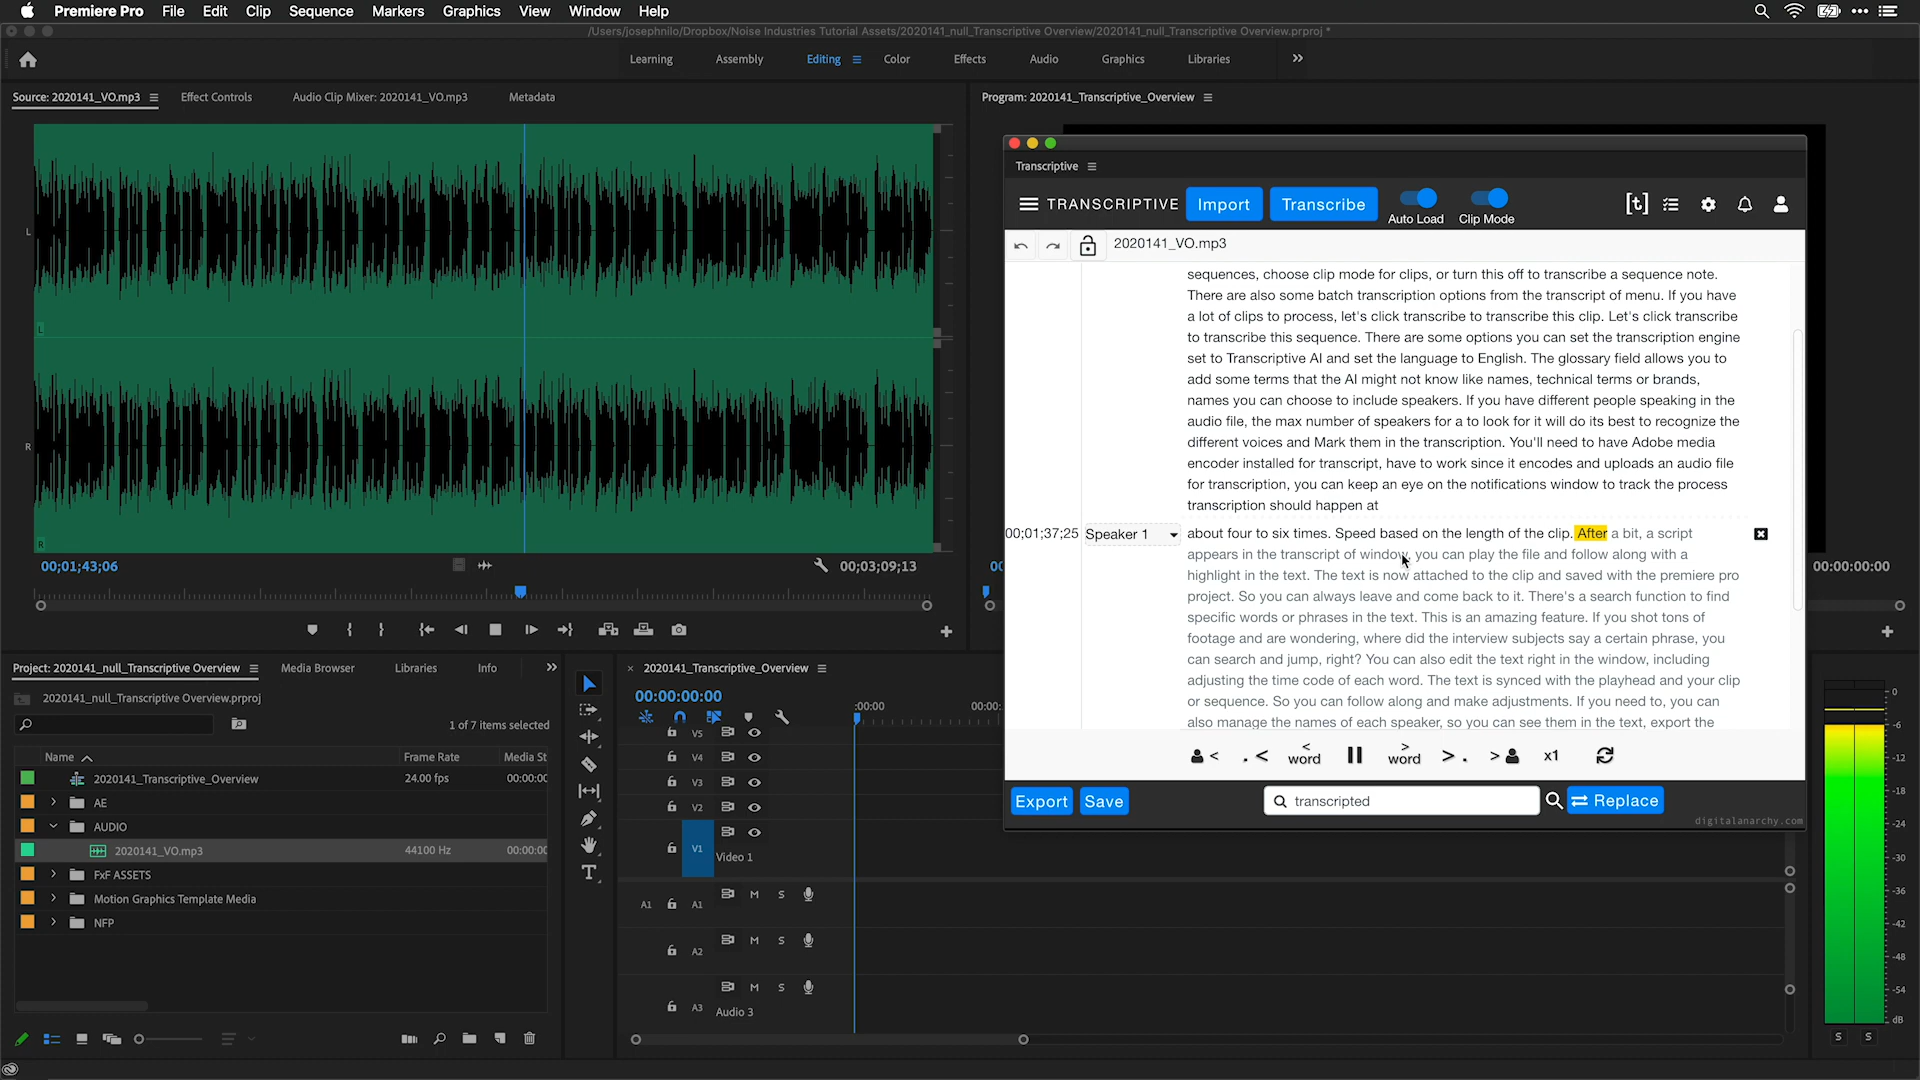 Premiere Pro File Edit Clip Sequence Markers Graphics View Window Help
/Users/josephnilo/Dropbox/Noise Industries Tutorial Assets/2020141_null_Transcriptive Overview/2020141_null_Transcriptive Overview.prproj *
Learning Assembly Editing Color Effects Audio Graphics Libraries
Source: 2020141_VO.mp3 Effect Controls Audio Clip Mixer: 2020141_VO.mp3 Metadata
L
L
R
R
00;01;43;06 00;03;09;13
Program: 2020141_Transcriptive_Overview
00
00:00:00:00
Transcriptive
TRANSCRIPTIVE Import Transcribe Auto Load Clip Mode [t]
2020141_VO.mp3
sequences, choose clip mode for clips, or turn this off to transcribe a sequence note.
There are also some batch transcription options from the transcript of menu. If you have
a lot of clips to process, let's click transcribe to transcribe this clip. Let's click transcribe
to transcribe this sequence. There are some options you can set the transcription engine
set to Transcriptive AI and set the language to English. The glossary field allows you to
add some terms that the AI might not know like names, technical terms or brands,
names you can choose to include speakers. If you have different people speaking in the
audio file, the max number of speakers for a to look for it will do its best to recognize the
different voices and Mark them in the transcription. You'll need to have Adobe media
encoder installed for transcript, have to work since it encodes and uploads an audio file
for transcription, you can keep an eye on the notifications window to track the process
transcription should happen at
00;01;37;25 Speaker 1 about four to six times. Speed based on the length of the clip. After a bit, a script
appears in the transcript of window, you can play the file and follow along with a
highlight in the text. The text is now attached to the clip and saved with the premiere pro
project. So you can always leave and come back to it. There's a search function to find
specific words or phrases in the text. This is an amazing feature. If you shot tons of
footage and are wondering, where did the interview subjects say a certain phrase, you
can search and jump, right? You can also edit the text right in the window, including
adjusting the time code of each word. The text is synced with the playhead and your clip
or sequence. So you can follow along and make adjustments. If you need to, you can
also manage the names of each speaker, so you can see them in the text, export the
< . < < word > word > . > x1
Export Save transcripted Replace
digitalanarchy.com
Project: 2020141_null_Transcriptive Overview Media Browser Libraries Info
2020141_null_Transcriptive Overview.prproj
1 of 7 items selected
Name Frame Rate Media St
2020141_Transcriptive_Overview 24.00 fps 00:00:0
AE
AUDIO
2020141_VO.mp3 44100 Hz 00:00:0
FxF ASSETS
Motion Graphics Template Media
NFP
T
× 2020141_Transcriptive_Overview
00:00:00:00
:00:00 00:00:
V5
V4
V3
V2
V1 Video 1
A1 A1 M S
A2 M S
A3 Audio 3 M S
0
-6
-12
-18
-24
-30
-36
-42
-48
-54
dB
S S